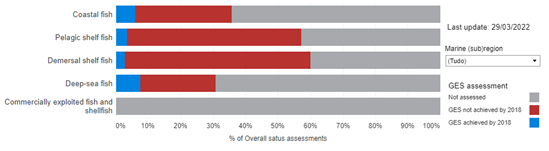 Coastal fish
Pelagic shelf fish
Demersal shelf fish
Deep-sea fish
Commercially exploited fish and
shellfish
0% 10% 20% 30% 40% 50% 60% 70% 80% 90% 100%
% of Overall satus assessments
Last update: 29/03/2022
Marine (sub)region
(Tudo)
GES assessment
Not assessed
GES not achieved by 2018
GES achieved by 2018